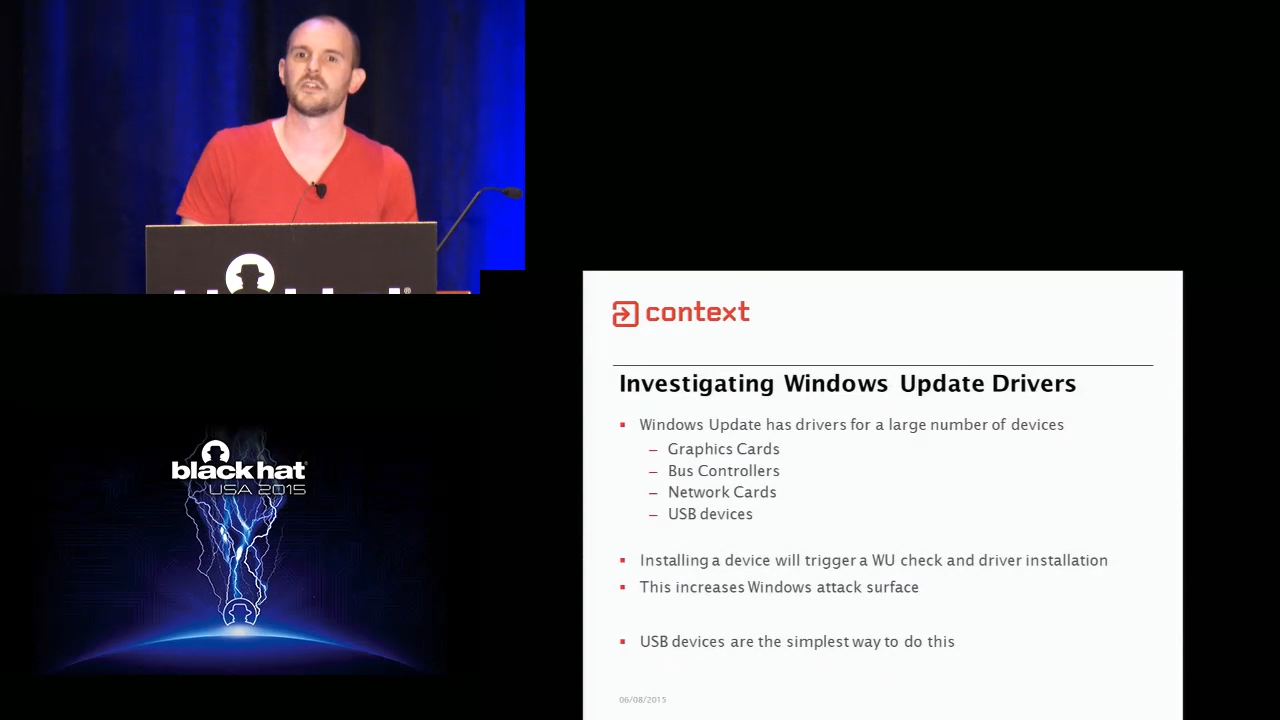 context
Investigating Windows Update Drivers
▪ Windows Update has drivers for a large number of devices
– Graphics Cards
– Bus Controllers
– Network Cards
– USB devices
▪ Installing a device will trigger a WU check and driver installation
▪ This increases Windows attack surface
▪ USB devices are the simplest way to do this
06/08/2015
black hat
USA 2015